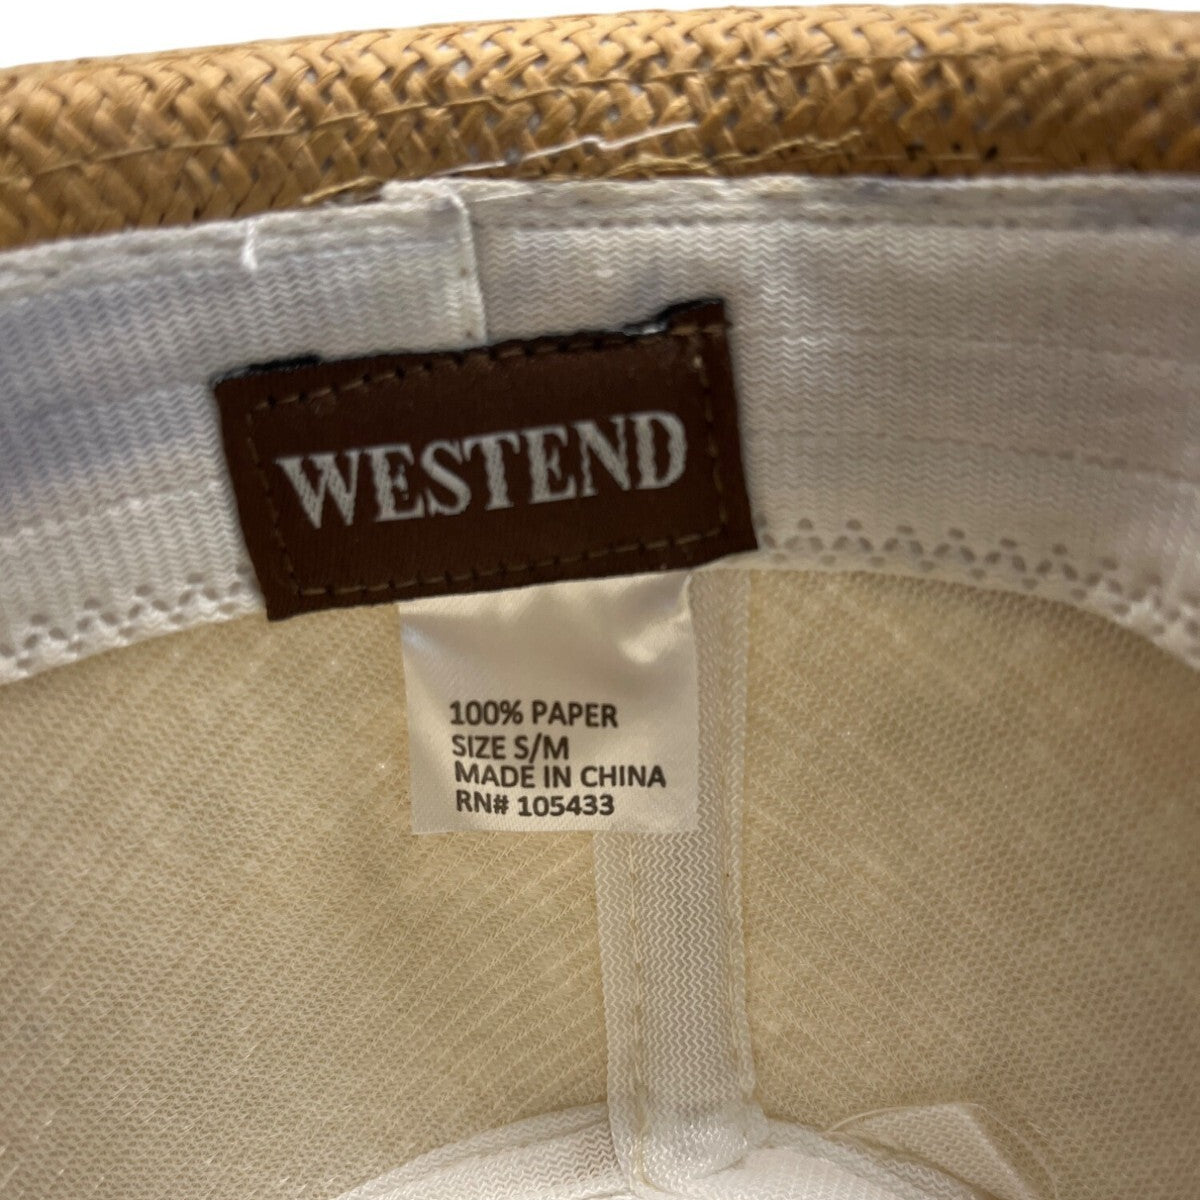 WESTEND
100% PAPER
SIZE S/M
MADE IN CHINA
RN# 105433